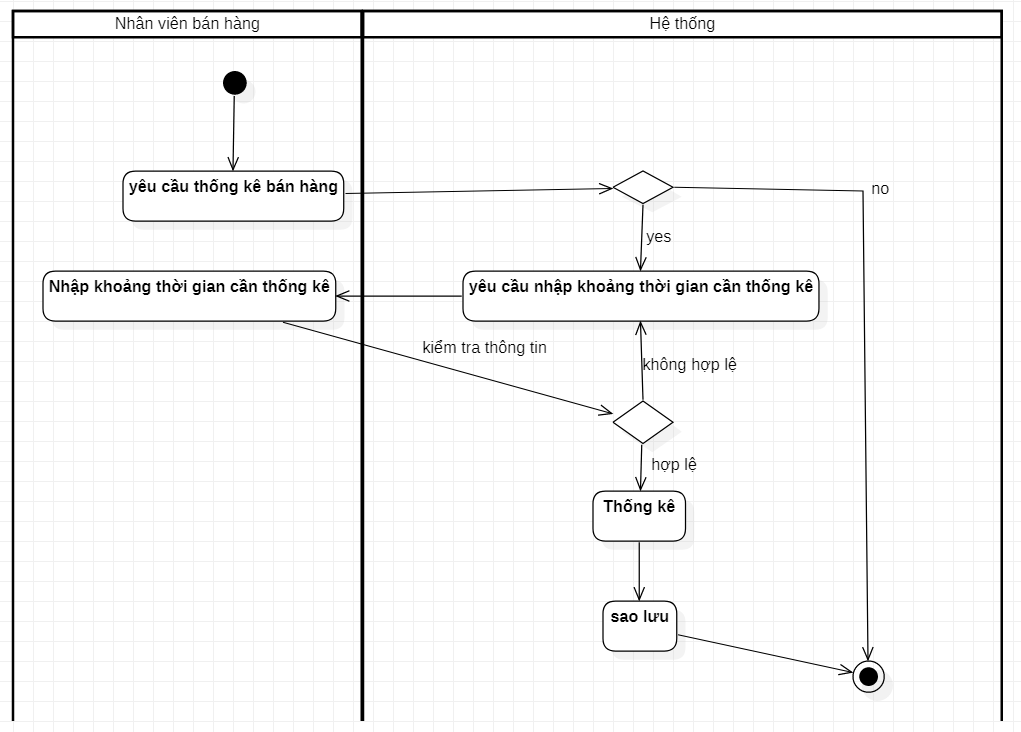 Nhân viên bán hàng
Hệ thống
yêu cầu thống kê bán hàng
no
yes
Nhập khoảng thời gian cần thống kê
yêu cầu nhập khoảng thời gian cần thống kê
kiểm tra thông tin
không hợp lệ
hợp lệ
Thống kê
sao lưu